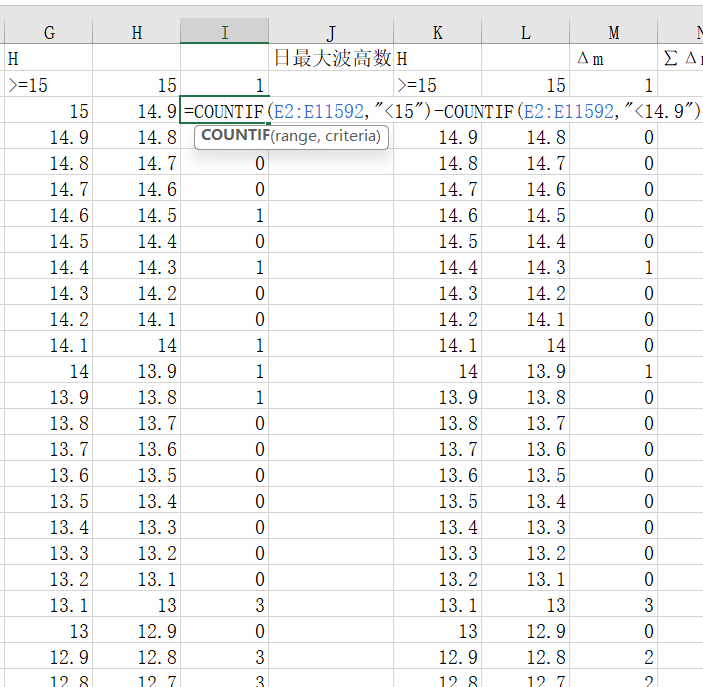 G H I J K L M N
H 日最大波高数 H Δm ΣΔ
>=15 15 1 >=15 15 1
15 14.9 =COUNTIF(E2:E11592,"<15")-COUNTIF(E2:E11592,"<14.9")
COUNTIF(range, criteria)
14.9 14.8 14.9 14.8 0
14.8 14.7 0 14.8 14.7 0
14.7 14.6 0 14.7 14.6 0
14.6 14.5 1 14.6 14.5 0
14.5 14.4 0 14.5 14.4 0
14.4 14.3 1 14.4 14.3 1
14.3 14.2 0 14.3 14.2 0
14.2 14.1 0 14.2 14.1 0
14.1 14 1 14.1 14 0
14 13.9 1 14 13.9 1
13.9 13.8 1 13.9 13.8 0
13.8 13.7 0 13.8 13.7 0
13.7 13.6 0 13.7 13.6 0
13.6 13.5 0 13.6 13.5 0
13.5 13.4 0 13.5 13.4 0
13.4 13.3 0 13.4 13.3 0
13.3 13.2 0 13.3 13.2 0
13.2 13.1 0 13.2 13.1 0
13.1 13 3 13.1 13 3
13 12.9 0 13 12.9 0
12.9 12.8 3 12.9 12.8 2
12.8 12.7 3 12.8 12.7 2